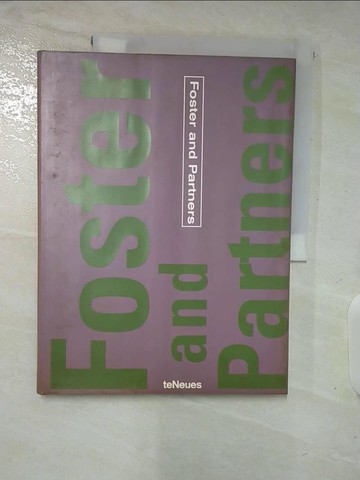 Foster
and
Partners
Foster and Partners
teNeues